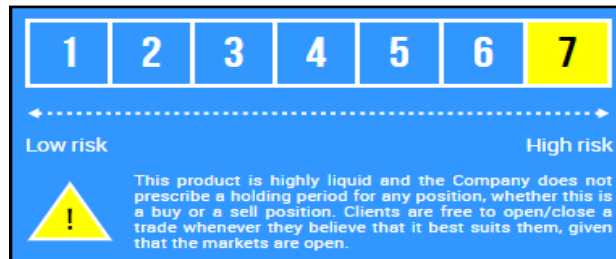 1 2 3 4 5 6 7
Low risk High risk
This product is highly liquid and the Company does not
prescribe a holding period for any position, whether this is
a buy or a sell position. Clients are free to open/close a
trade whenever they believe that it best suits them, given
that the markets are open.
!